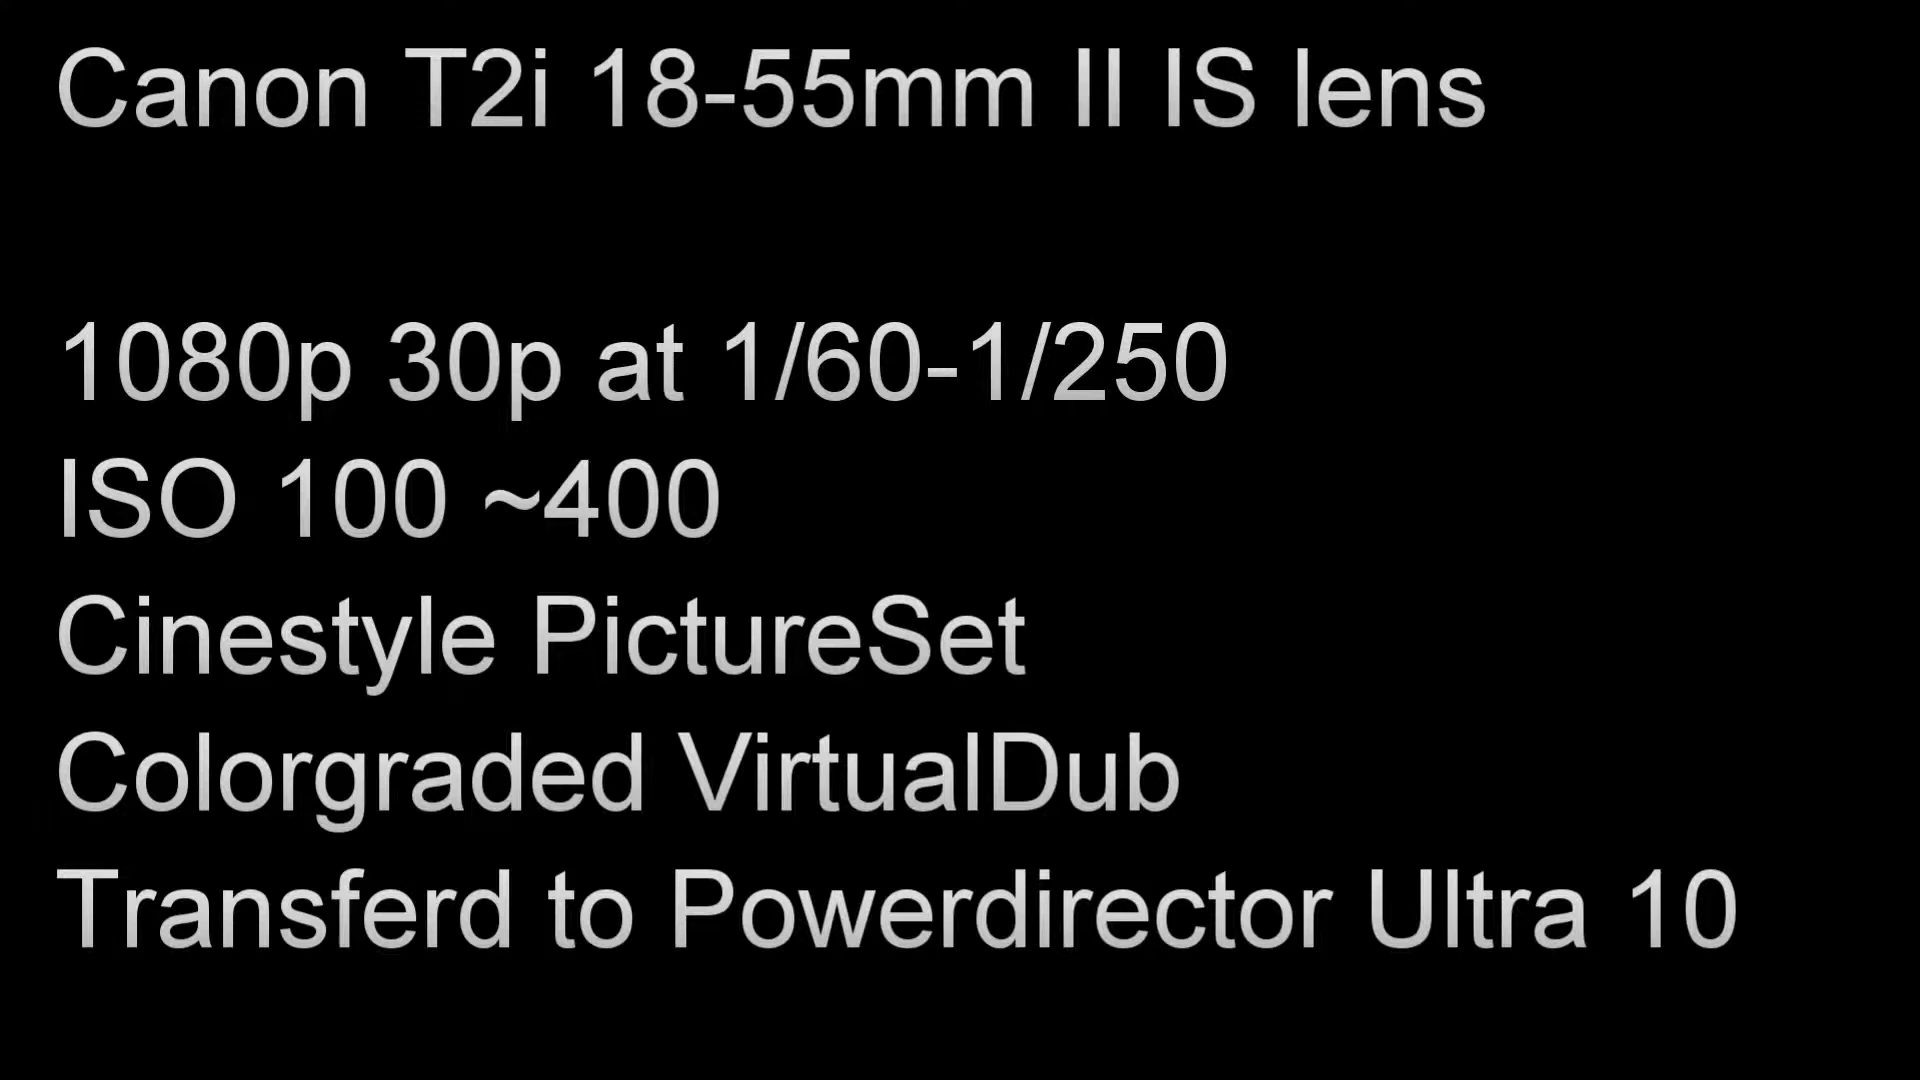 Canon T2i 18-55mm II IS lens
1080p 30p at 1/60-1/250
ISO 100 ~400
Cinestyle PictureSet
Colorgraded VirtualDub
Transferd to Powerdirector Ultra 10